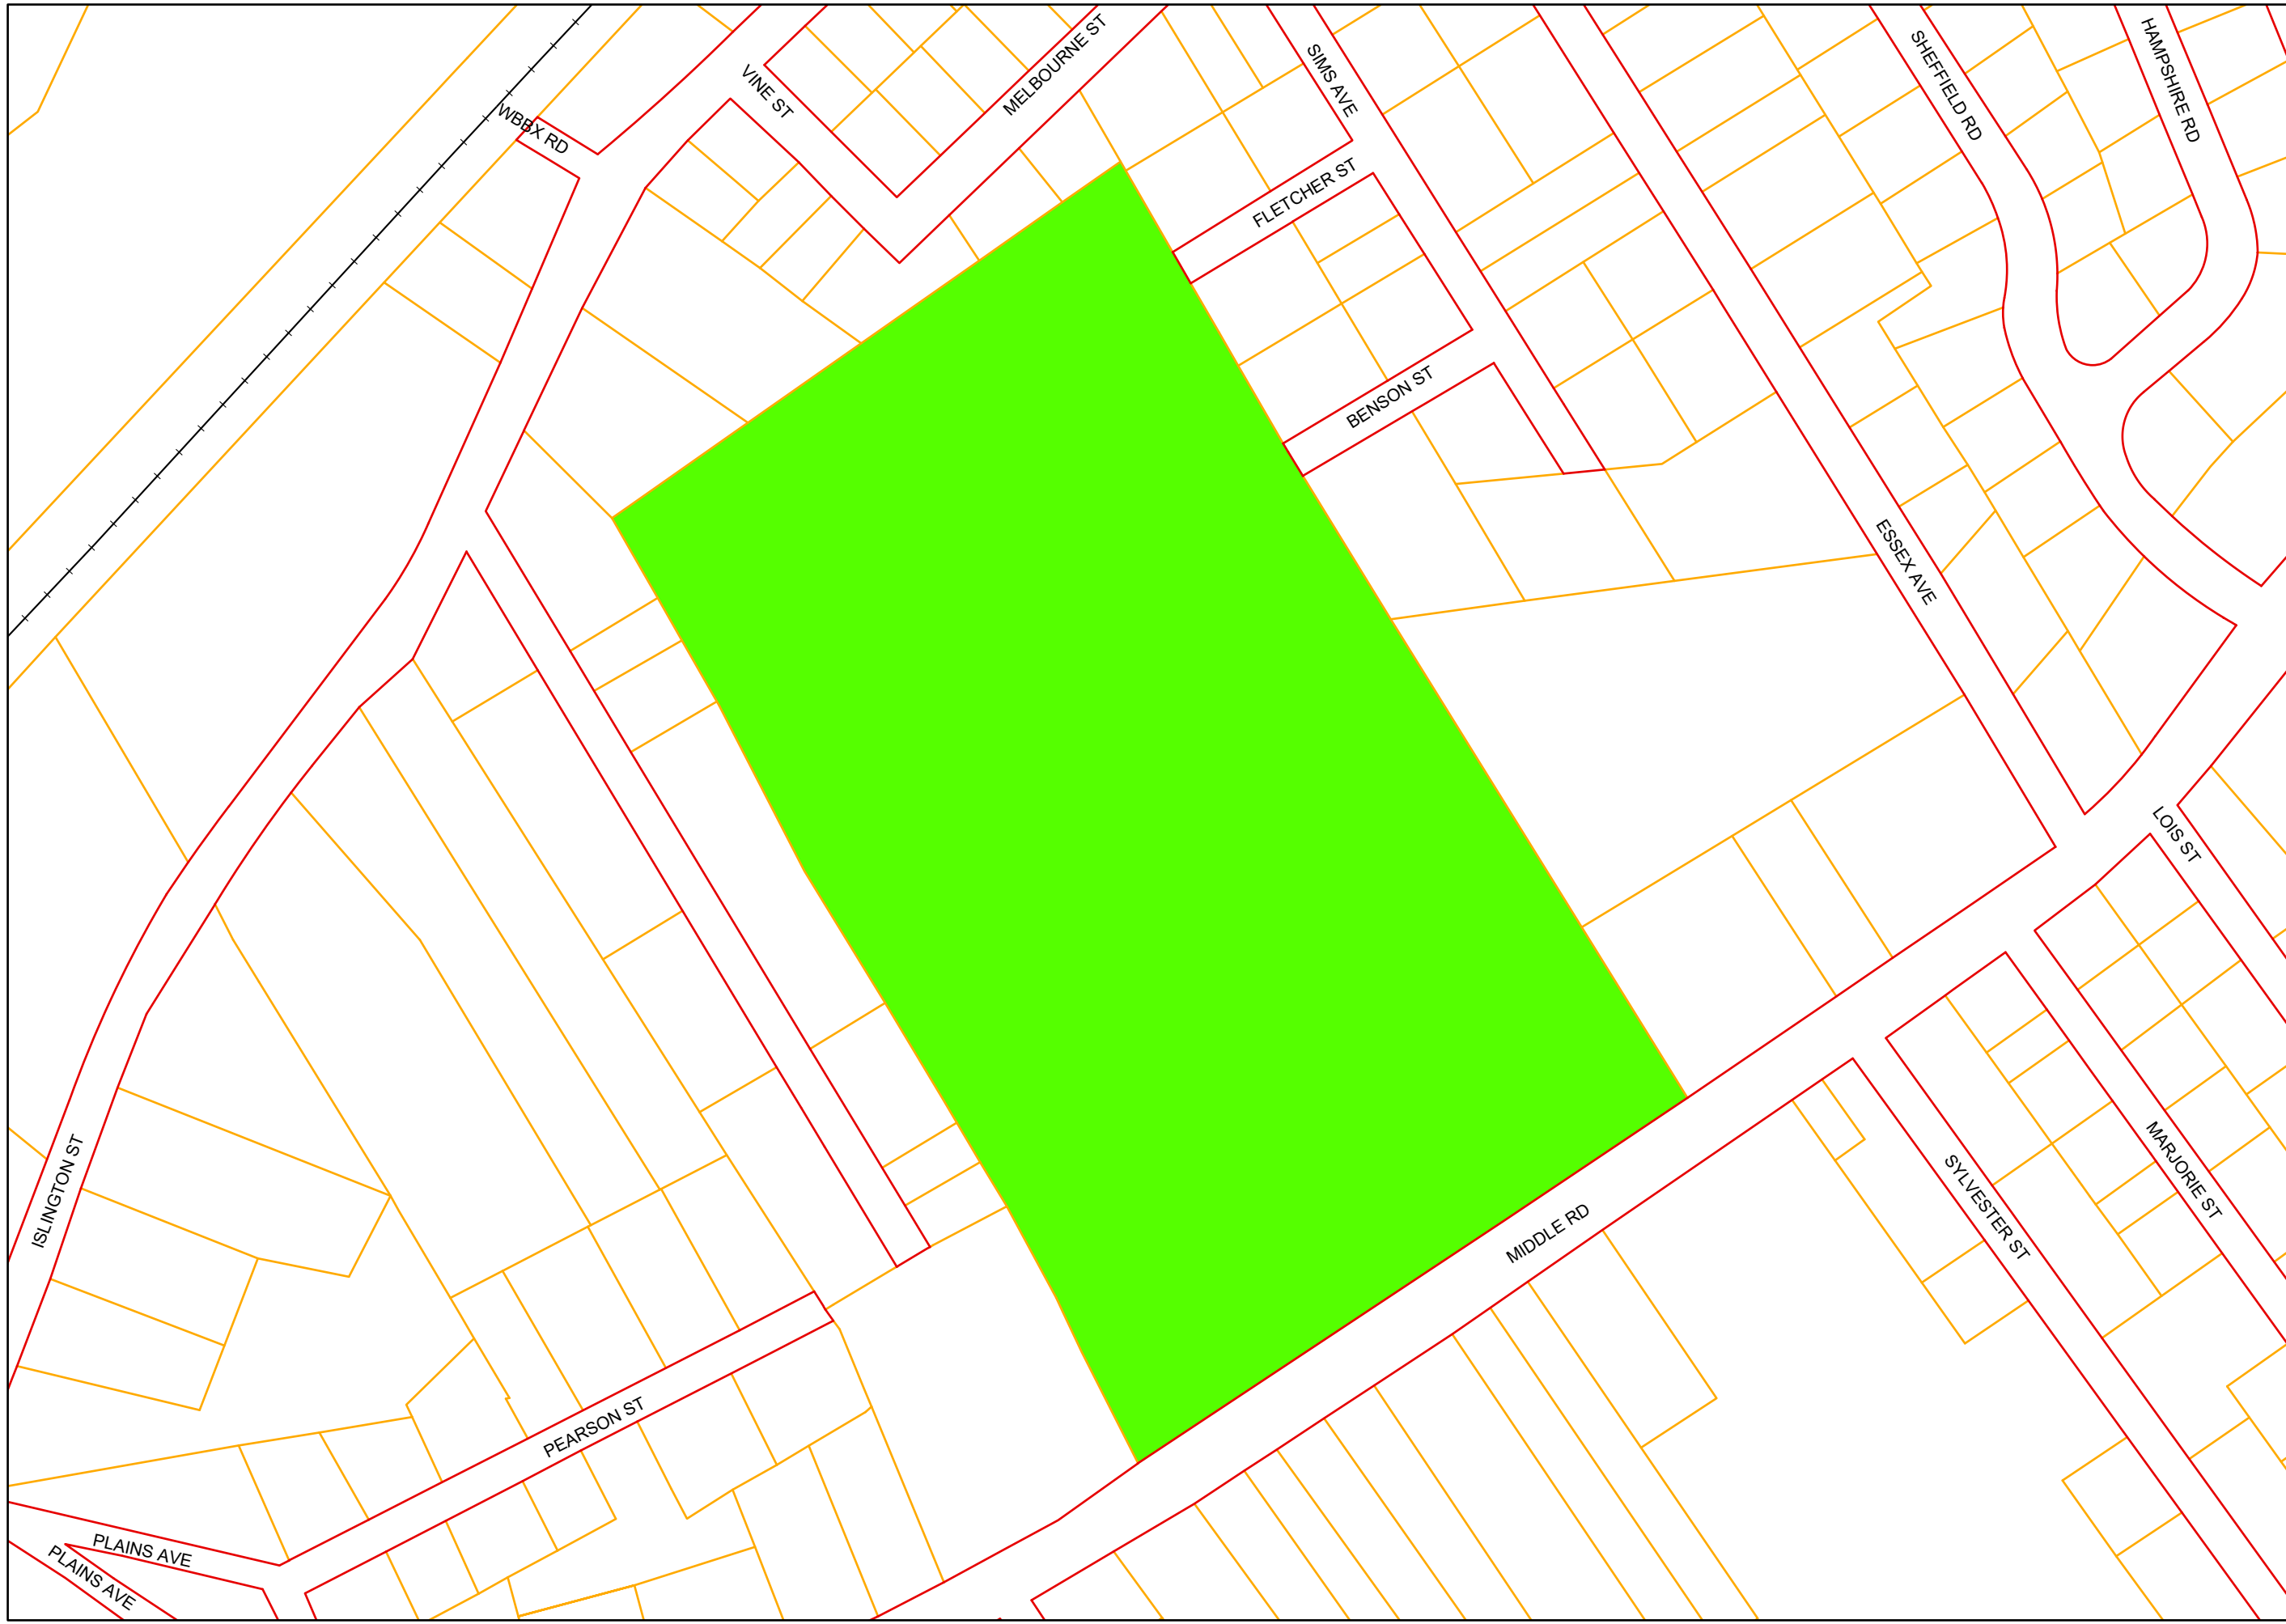 MELBOURNE ST
HAMPSHIRE RD
SHEFFIELD RD
SIMS AVE
VINE ST
WBBX RD
FLETCHER ST
BENSON ST
ESSEX AVE
LOIS ST
MARJORIE ST
ISLINGTON ST
SYLVESTER ST
MIDDLE RD
PEARSON ST
PLAINS AVE
PLAINS AVE